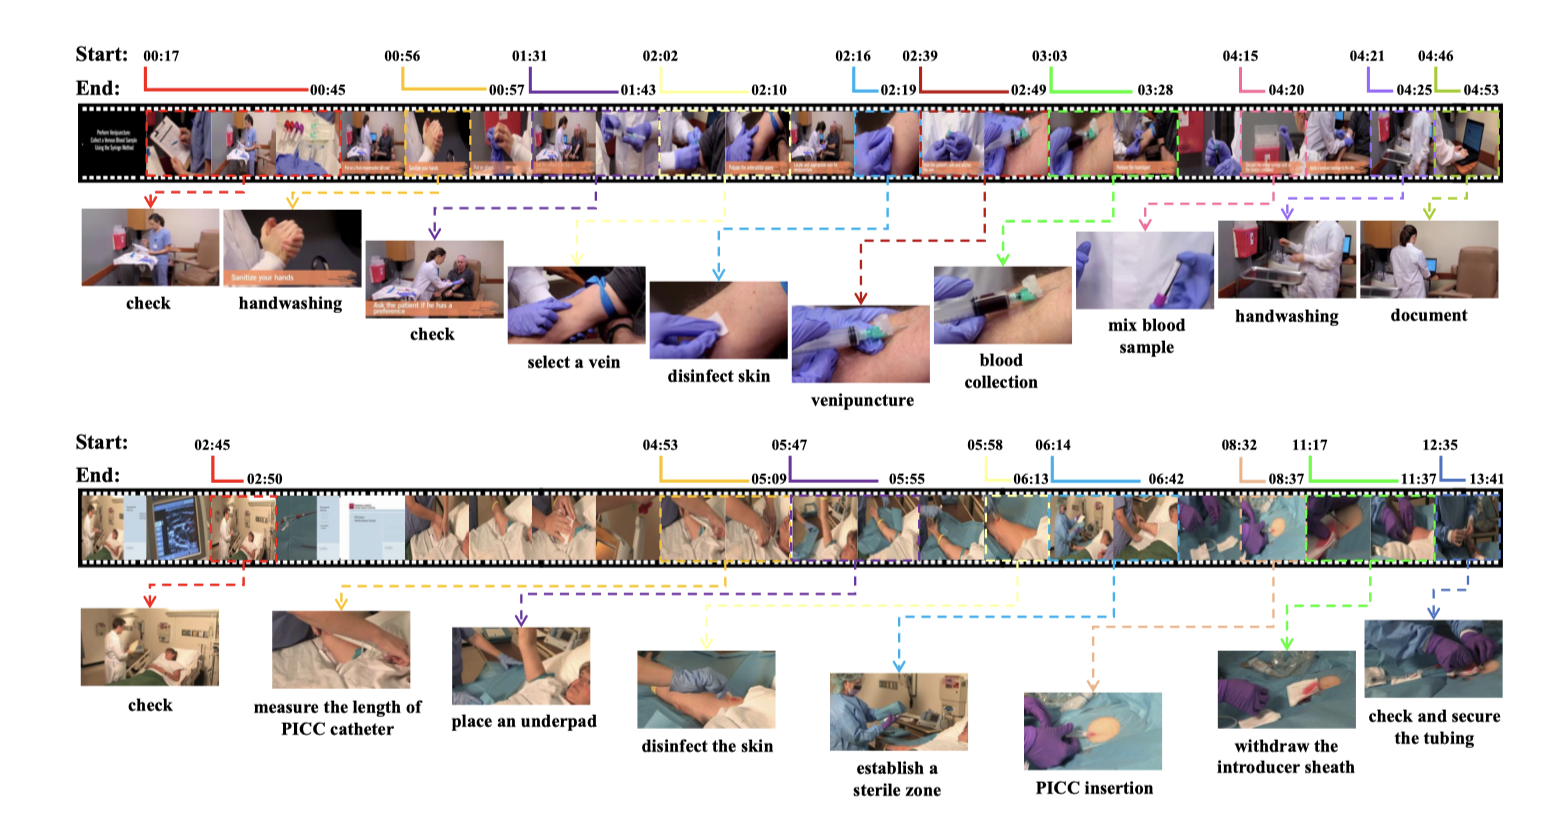 Start: 00:17 00:56 01:31 02:02 02:16 02:39 03:03 04:15 04:21 04:46
End: 00:45 00:57 01:43 02:10 02:19 02:49 03:28 04:20 04:25 04:53
Perform Venipuncture:
Collect a Venous Blood Sample
Using the Syringe Method
Sanitize your hands
Remove the tourniquet
check
Sanitize your hands
handwashing
Ask the patient if he has a
preference
check
select a vein
disinfect skin
venipuncture
blood
collection
mix blood
sample
handwashing
document
Start: 02:45 04:53 05:47 05:58 06:14 08:32 11:17 12:35
End: 02:50 05:09 05:55 06:13 06:42 08:37 11:37 13:41
check
measure the length of
PICC catheter
place an underpad
disinfect the skin
establish a
sterile zone
PICC insertion
withdraw the
introducer sheath
check and secure
the tubing